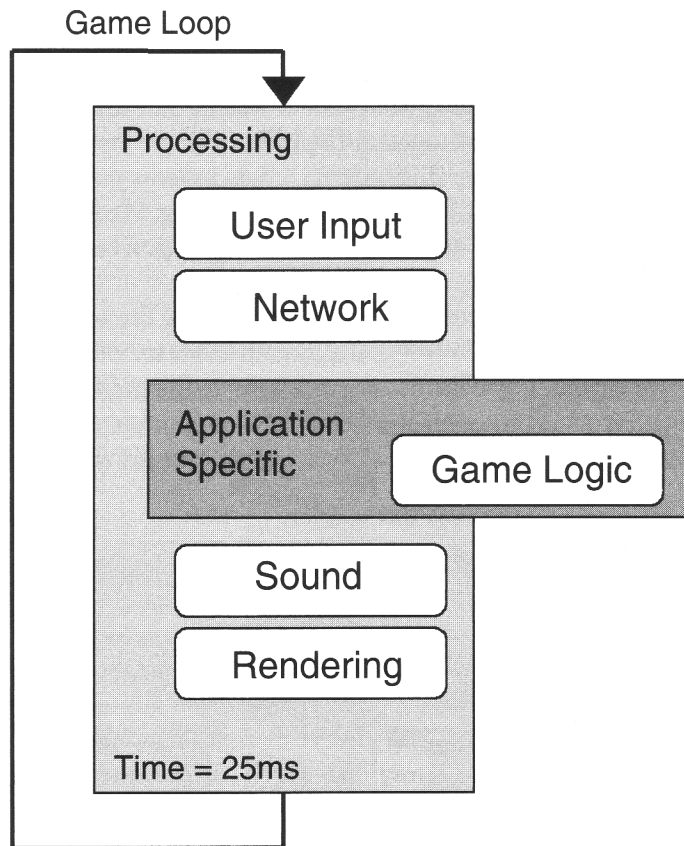 Game Loop
Processing
User Input
Network
Application
Specific
Game Logic
Sound
Rendering
Time = 25ms